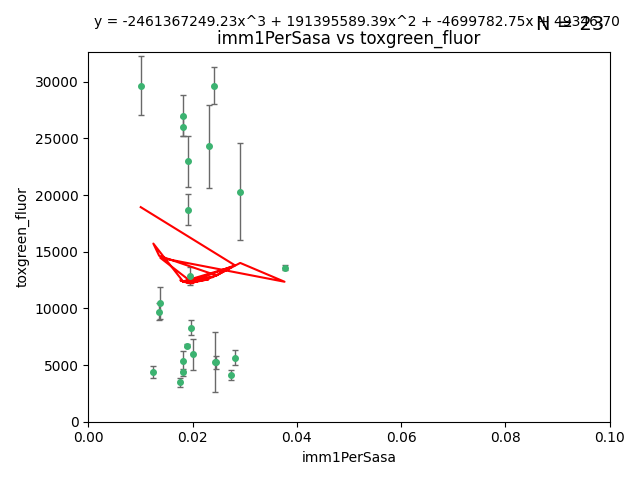 y = -2461367249.23x^3 + 191395589.39x^2 + -4699782.75x + 49346.70
N = 23
imm1PerSasa vs toxgreen_fluor
30000
25000
20000
15000
10000
5000
0
toxgreen_fluor
0.00 0.02 0.04 0.06 0.08 0.10
imm1PerSasa